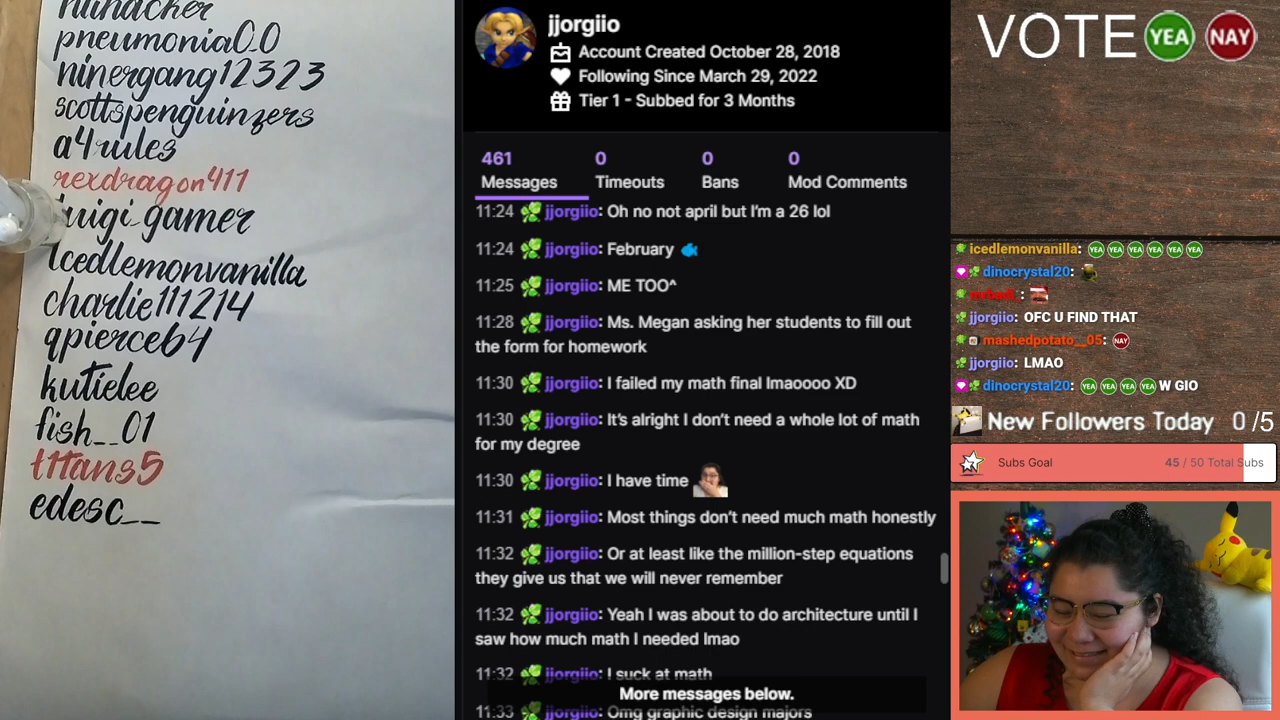 pneumonia0_0
ninergang12323
scottspenguinzers
a4rules
rexdragon411
luigi_gamer
Icedlemonvanilla
charlie111214
qpierce64
kutielee
fish__01
t1tans5
edesc__
jjorgiio
Account Created October 28, 2018
Following Since March 29, 2022
Tier 1 - Subbed for 3 Months
461 0 0 0
Messages Timeouts Bans Mod Comments
11:24 jjorgiio: Oh no not april but I'm a 26 lol
11:24 jjorgiio: February
11:25 jjorgiio: ME TOO^
11:28 jjorgiio: Ms. Megan asking her students to fill out
the form for homework
11:30 jjorgiio: I failed my math final lmaoooo XD
11:30 jjorgiio: It's alright I don't need a whole lot of math
for my degree
11:30 jjorgiio: I have time
11:31 jjorgiio: Most things don't need much math honestly
11:32 jjorgiio: Or at least like the million-step equations
they give us that we will never remember
11:32 jjorgiio: Yeah I was about to do architecture until I
saw how much math I needed lmao
11:32 jjorgiio: I suck at math
More messages below.
11:33 jjorgiio: Omg graphic design majors
VOTE YEA NAY
icedlemonvanilla: YEA YEA YEA YEA YEA YEA
dinocrystal20:
jjorgiio: OFC U FIND THAT
mashedpotato__05: NAY
jjorgiio: LMAO
dinocrystal20: YEA YEA YEA YEA W GIO
New Followers Today 0 /5
Subs Goal 45 / 50 Total Subs